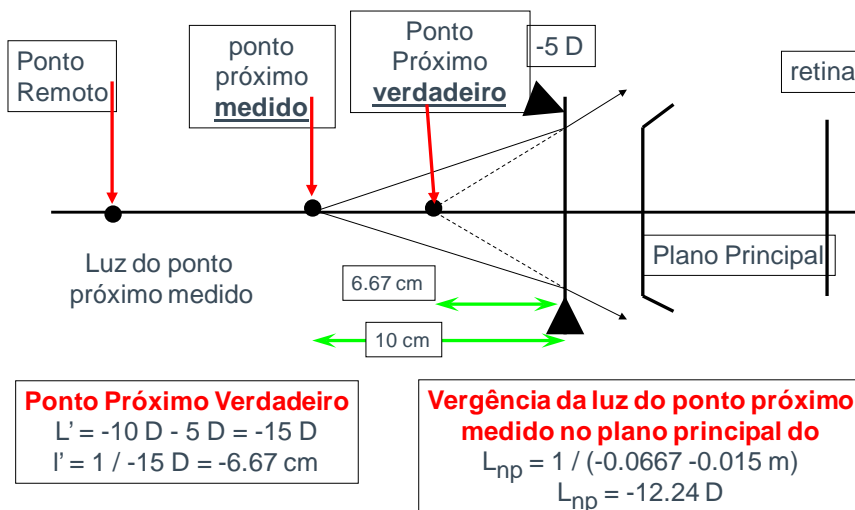 Ponto
Remoto
ponto
próximo
medido
Ponto
Próximo
verdadeiro
-5 D
retina
Luz do ponto
próximo medido
6.67 cm
10 cm
Plano Principal
Ponto Próximo Verdadeiro
L' = -10 D - 5 D = -15 D
l' = 1 / -15 D = -6.67 cm
Vergência da luz do ponto próximo
medido no plano principal do
Lnp = 1 / (-0.0667 -0.015 m)
Lnp = -12.24 D